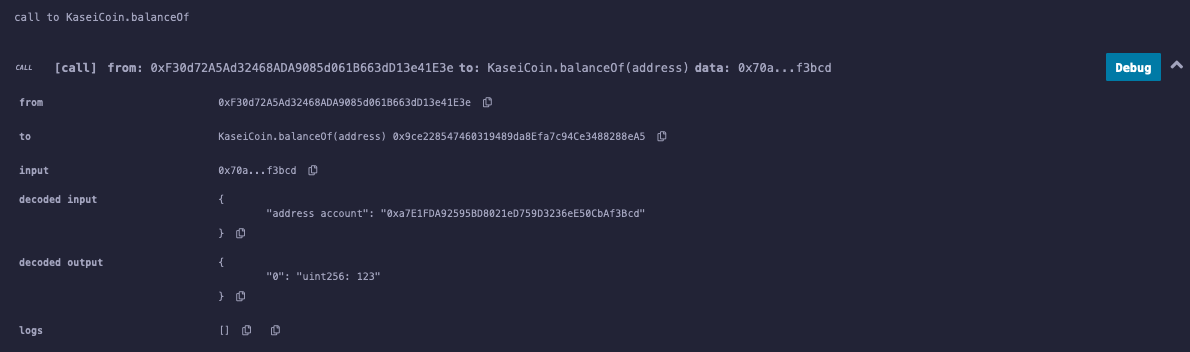 call to KaseiCoin.balanceOf
CALL [call] from: 0xF30d72A5Ad32468ADA9085d061B663dD13e41E3e to: KaseiCoin.balanceOf(address) data: 0x70a...f3bcd Debug
from 0xF30d72A5Ad32468ADA9085d061B663dD13e41E3e
to KaseiCoin.balanceOf(address) 0x9ce228547460319489da8Efa7c94Ce3488288eA5
input 0x70a...f3bcd
decoded input {
"address account": "0xa7E1FDA92595BD8021eD759D3236eE50CbAf3Bcd"
}
decoded output {
"0": "uint256: 123"
}
logs []